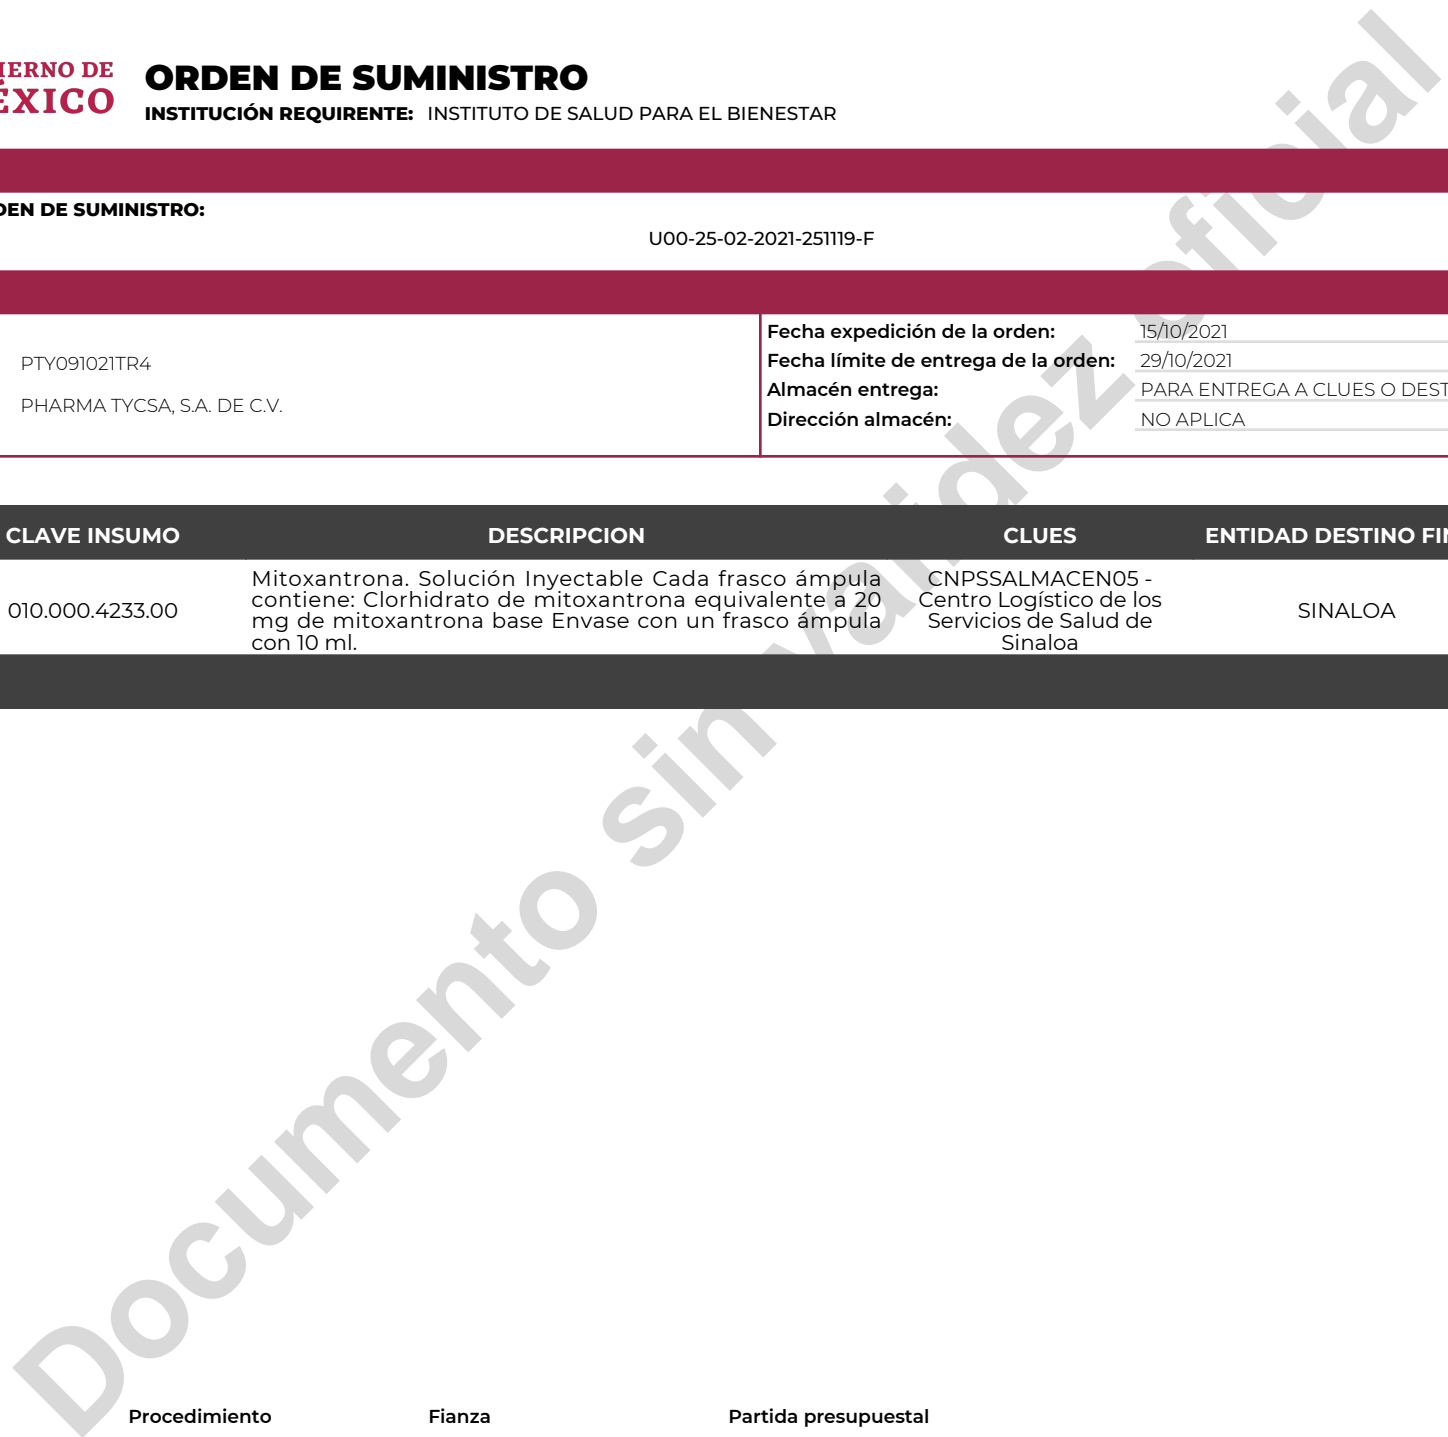 IERNO DE
ÉXICO
ORDEN DE SUMINISTRO
INSTITUCIÓN REQUIRENTE: INSTITUTO DE SALUD PARA EL BIENESTAR
DEN DE SUMINISTRO:
U00-25-02-2021-251119-F
PTY091021TR4
PHARMA TYCSA, S.A. DE C.V.
Fecha expedición de la orden: 15/10/2021
Fecha límite de entrega de la orden: 29/10/2021
Almacén entrega: PARA ENTREGA A CLUES O DEST
Dirección almacén: NO APLICA
CLAVE INSUMO DESCRIPCION CLUES ENTIDAD DESTINO FIN
010.000.4233.00
Mitoxantrona. Solución Inyectable Cada frasco ámpula
contiene: Clorhidrato de mitoxantrona equivalente a 20
mg de mitoxantrona base Envase con un frasco ámpula
con 10 ml.
CNPSSALMACEN05 -
Centro Logístico de los
Servicios de Salud de
Sinaloa
SINALOA
Documento sin validez oficial
Procedimiento Fianza Partida presupuestal